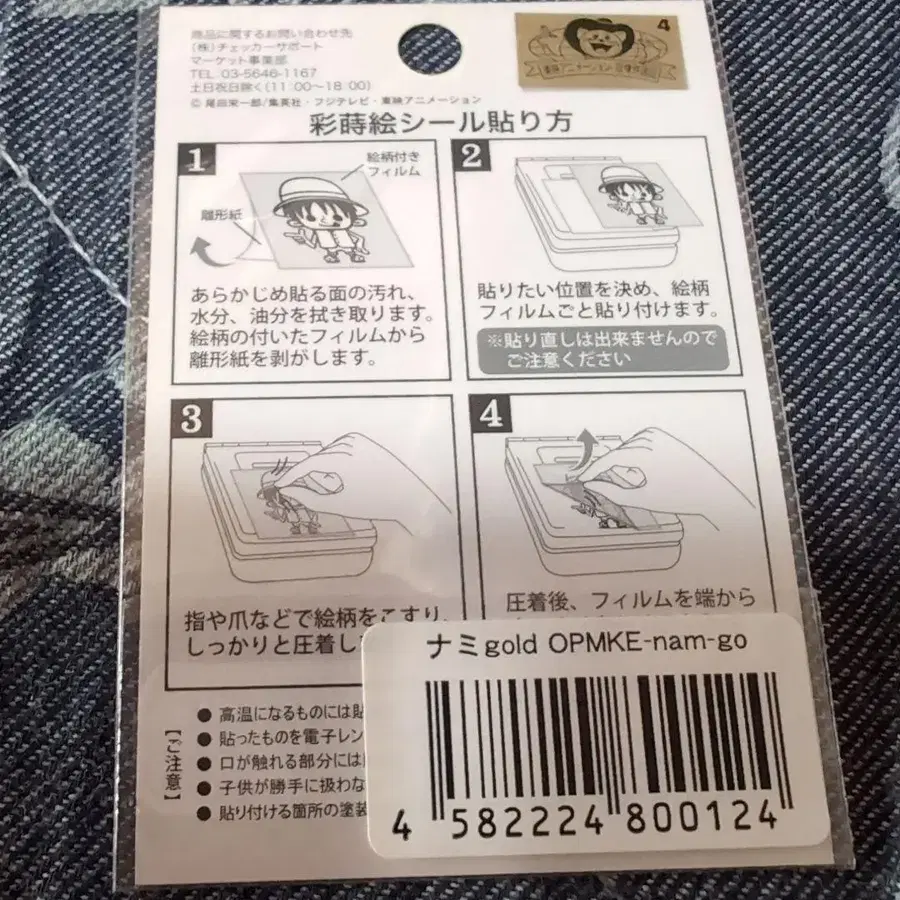 商品に関するお問い合わせ先
(株)チェッカーサポート
マーケット事業部
TEL 03-5646-1167
土日祝日除く(11:00〜18:00)
© 尾田栄一郎/集英社・フジテレビ・東映アニメーション
4
彩蒔絵シール貼り方
1
絵柄付き
フィルム
離形紙
あらかじめ貼る面の汚れ、
水分、油分を拭き取ります。
絵柄の付いたフィルムから
離形紙を剥がします。
2
貼りたい位置を決め、絵柄
フィルムごと貼り付けます。
※貼り直しは出来ませんので
ご注意ください
3
指や爪などで絵柄をこすり、
しっかりと圧着し
4
圧着後、フィルムを端から
ナミgold OPMKE-nam-go
4 582224 800124
【ご注意】
● 高温になるものには貼
● 貼ったものを電子レン
● 口が触れる部分には
● 子供が勝手に扱わな
● 貼り付ける箇所の塗装